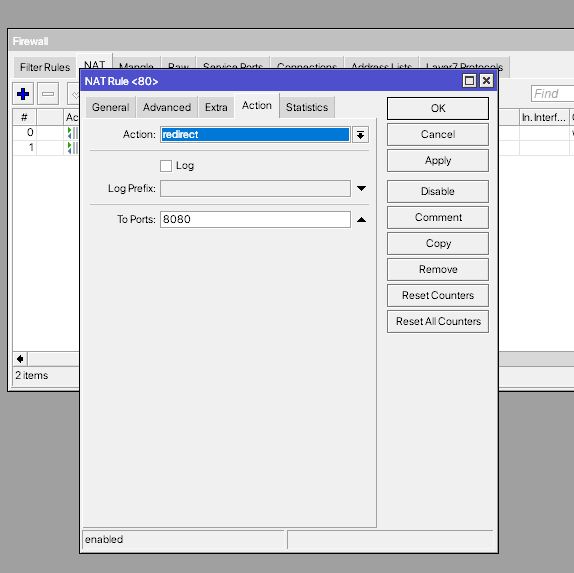 Firewall
Filter Rules NAT Mangle Raw Service Ports Connections Address Lists Layer7 Protocols
NAT Rule <80>
General Advanced Extra Action Statistics
Action: redirect
Log
Log Prefix:
To Ports: 8080
OK
Cancel
Apply
Disable
Comment
Copy
Remove
Reset Counters
Reset All Counters
enabled
Find
# Ac In. Interf...
0
1
2 items